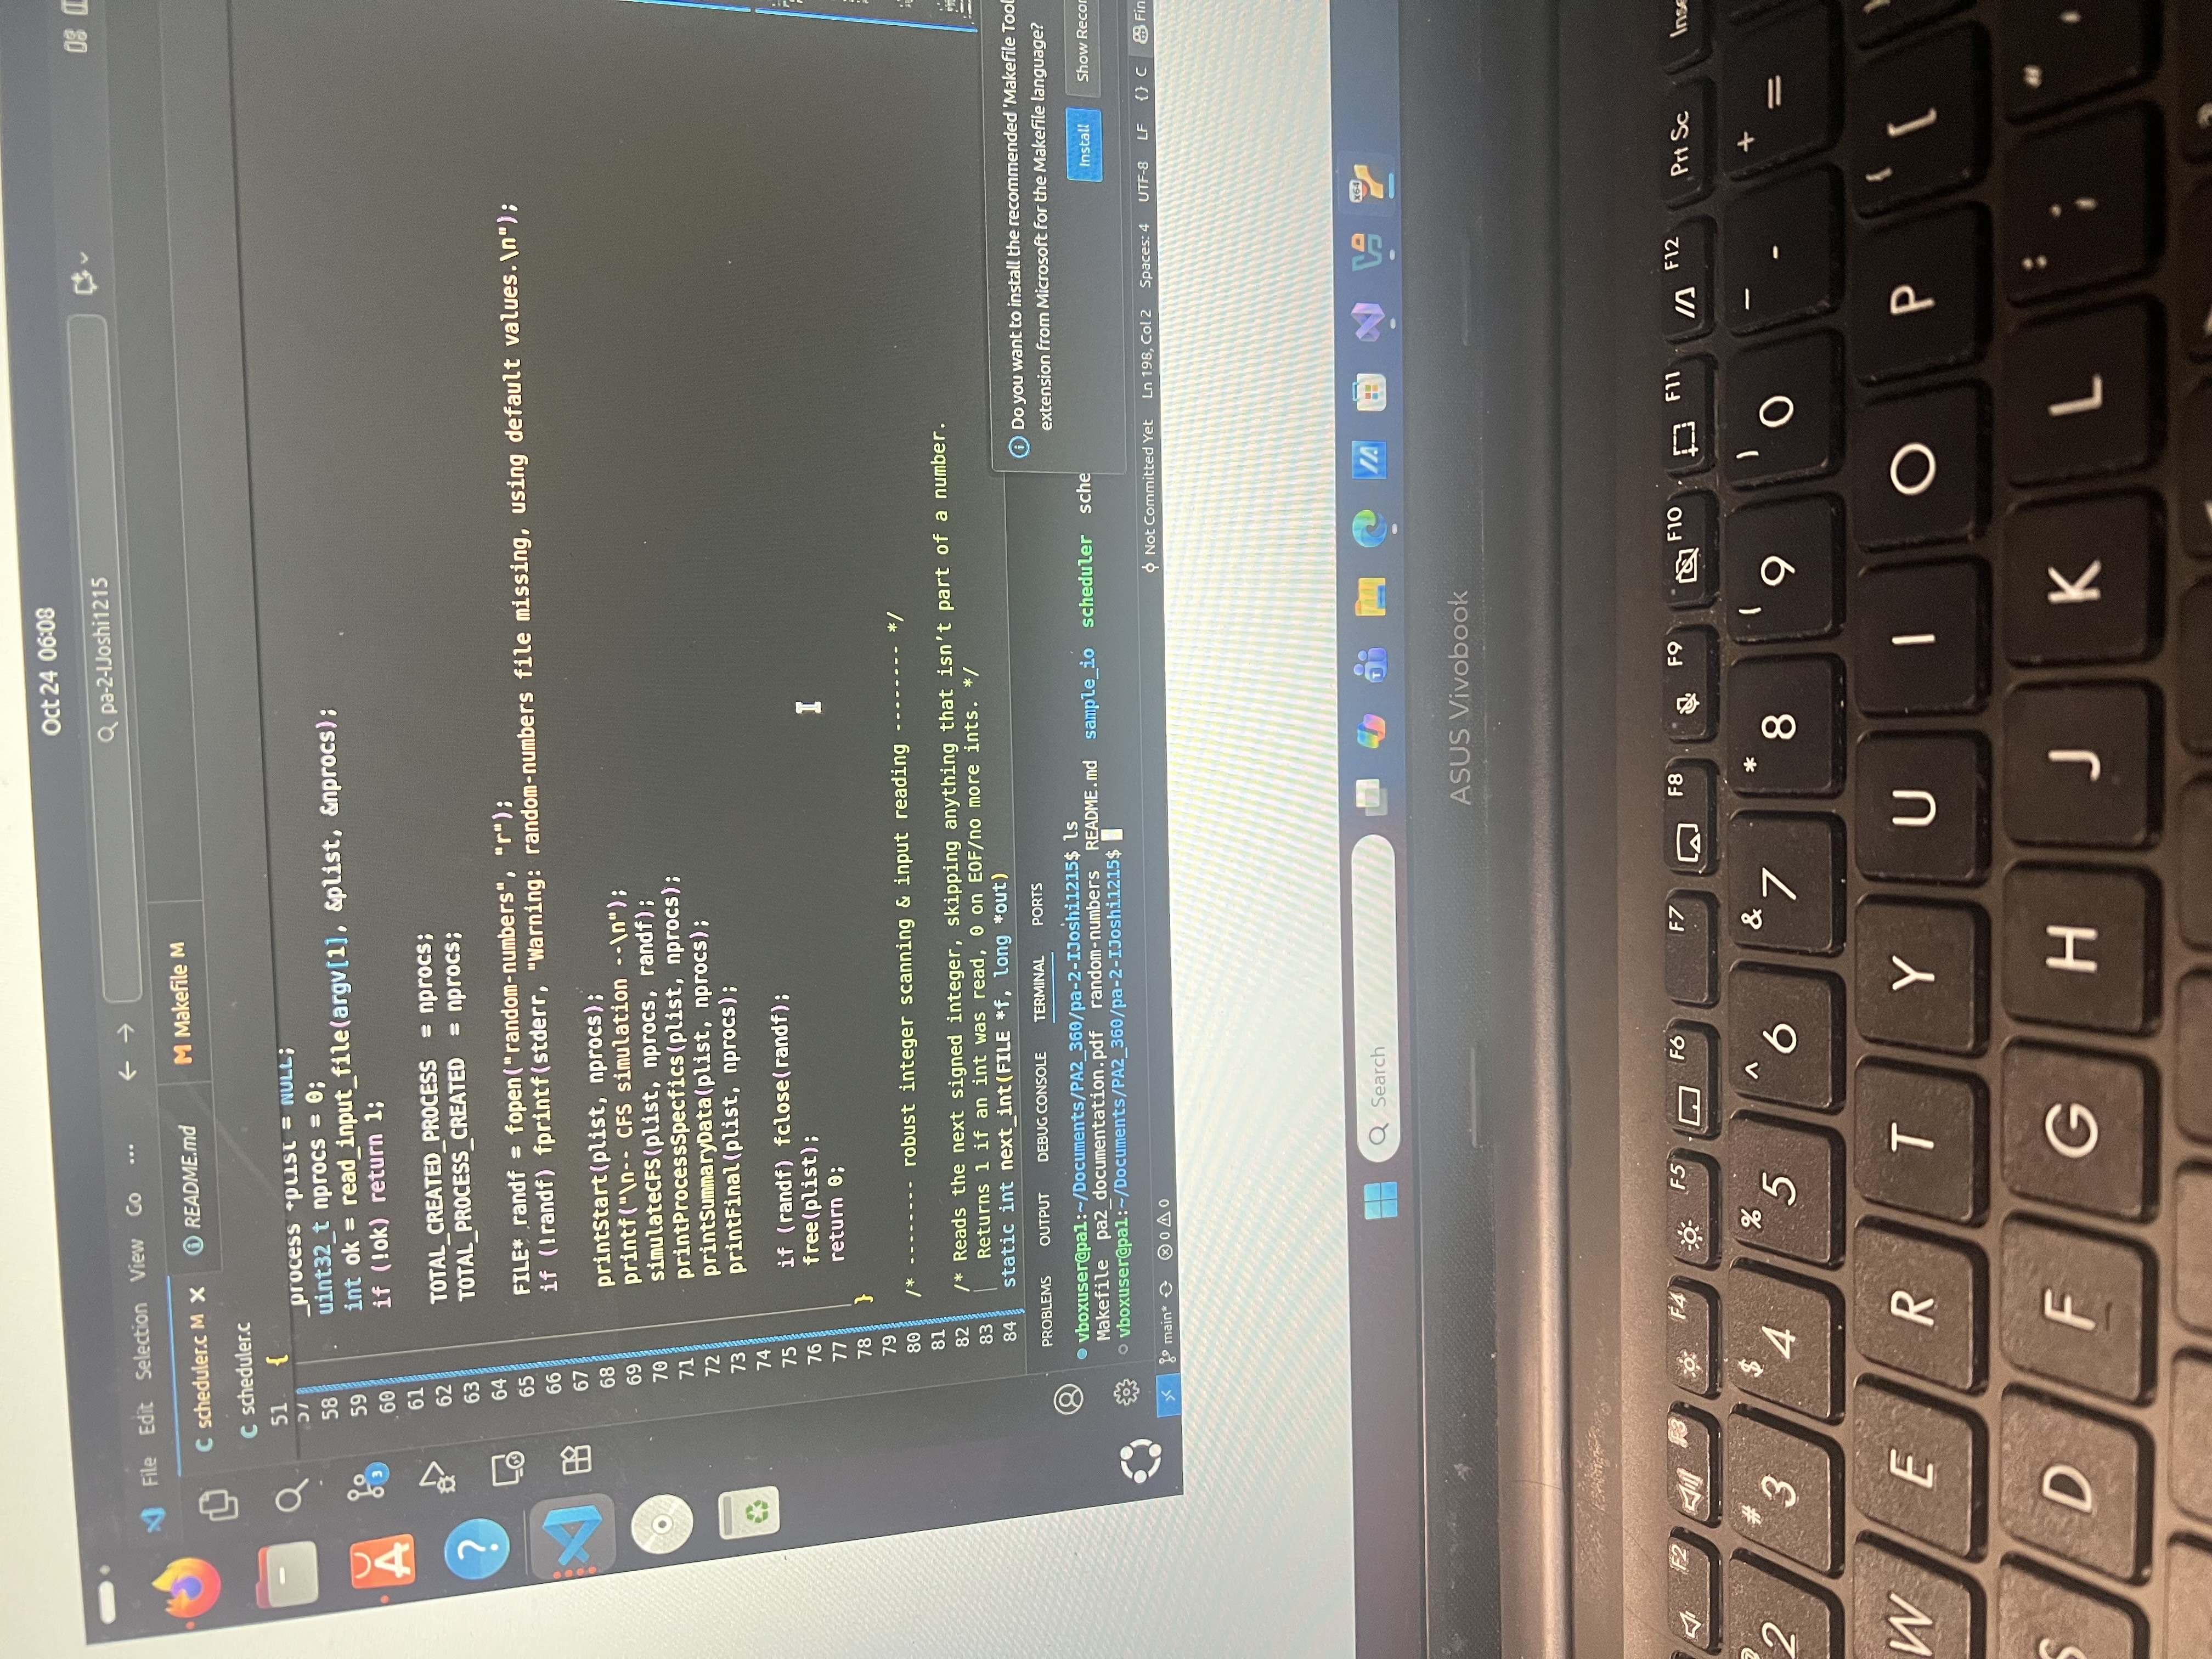 Oct 24 06:08
pa-2-IJoshi1215
File Edit Selection View Go ...
scheduler.c M README.md Makefile M
scheduler.c
51 {
57 _process *plist = NULL;
58 uint32_t nprocs = 0;
59 int ok = read_input_file(argv[1], &plist, &nprocs);
60 if (!ok) return 1;
61
62 TOTAL_CREATED_PROCESS = nprocs;
63 TOTAL_PROCESS_CREATED = nprocs;
64
65 FILE* randf = fopen("random-numbers", "r");
66 if (!randf) fprintf(stderr, "Warning: random-numbers file missing, using default values.\n");
67
68 printStart(plist, nprocs);
69 printf("\n-- CFS simulation --\n");
70 simulateCFS(plist, nprocs, randf);
71 printProcessSpecfics(plist, nprocs);
72 printSummaryData(plist, nprocs);
73 printFinal(plist, nprocs);
74
75 if (randf) fclose(randf);
76 free(plist);
77 return 0;
78 }
79
80 /* -------- robust integer scanning & input reading -------- */
81
82 /* Reads the next signed integer, skipping anything that isn't part of a number.
83 Returns 1 if an int was read, 0 on EOF/no more ints. */
84 static int next_int(FILE *f, long *out)
3
PROBLEMS OUTPUT DEBUG CONSOLE TERMINAL PORTS
vboxuser@pa1:~/Documents/PA2_360/pa-2-IJoshi1215$ ls
Makefile pa2_documentation.pdf random-numbers README.md sample_io scheduler sche
vboxuser@pa1:~/Documents/PA2_360/pa-2-IJoshi1215$
Do you want to install the recommended 'Makefile Tool
extension from Microsoft for the Makefile language?
Install Show Recor
main* 0 0 Not Committed Yet Ln 198, Col 2 Spaces: 4 UTF-8 LF {} C Fin
Search
x64
ASUS Vivobook
F2 F3 F4 F5 F6 F7 F8 F9 F10 F11 F12 Prt Sc Inse
@ # $ % ^ & * ( ) — +
2 3 4 5 6 7 8 9 0 - =
W E R T Y U I O P { [
S D F G H J K L : ; "